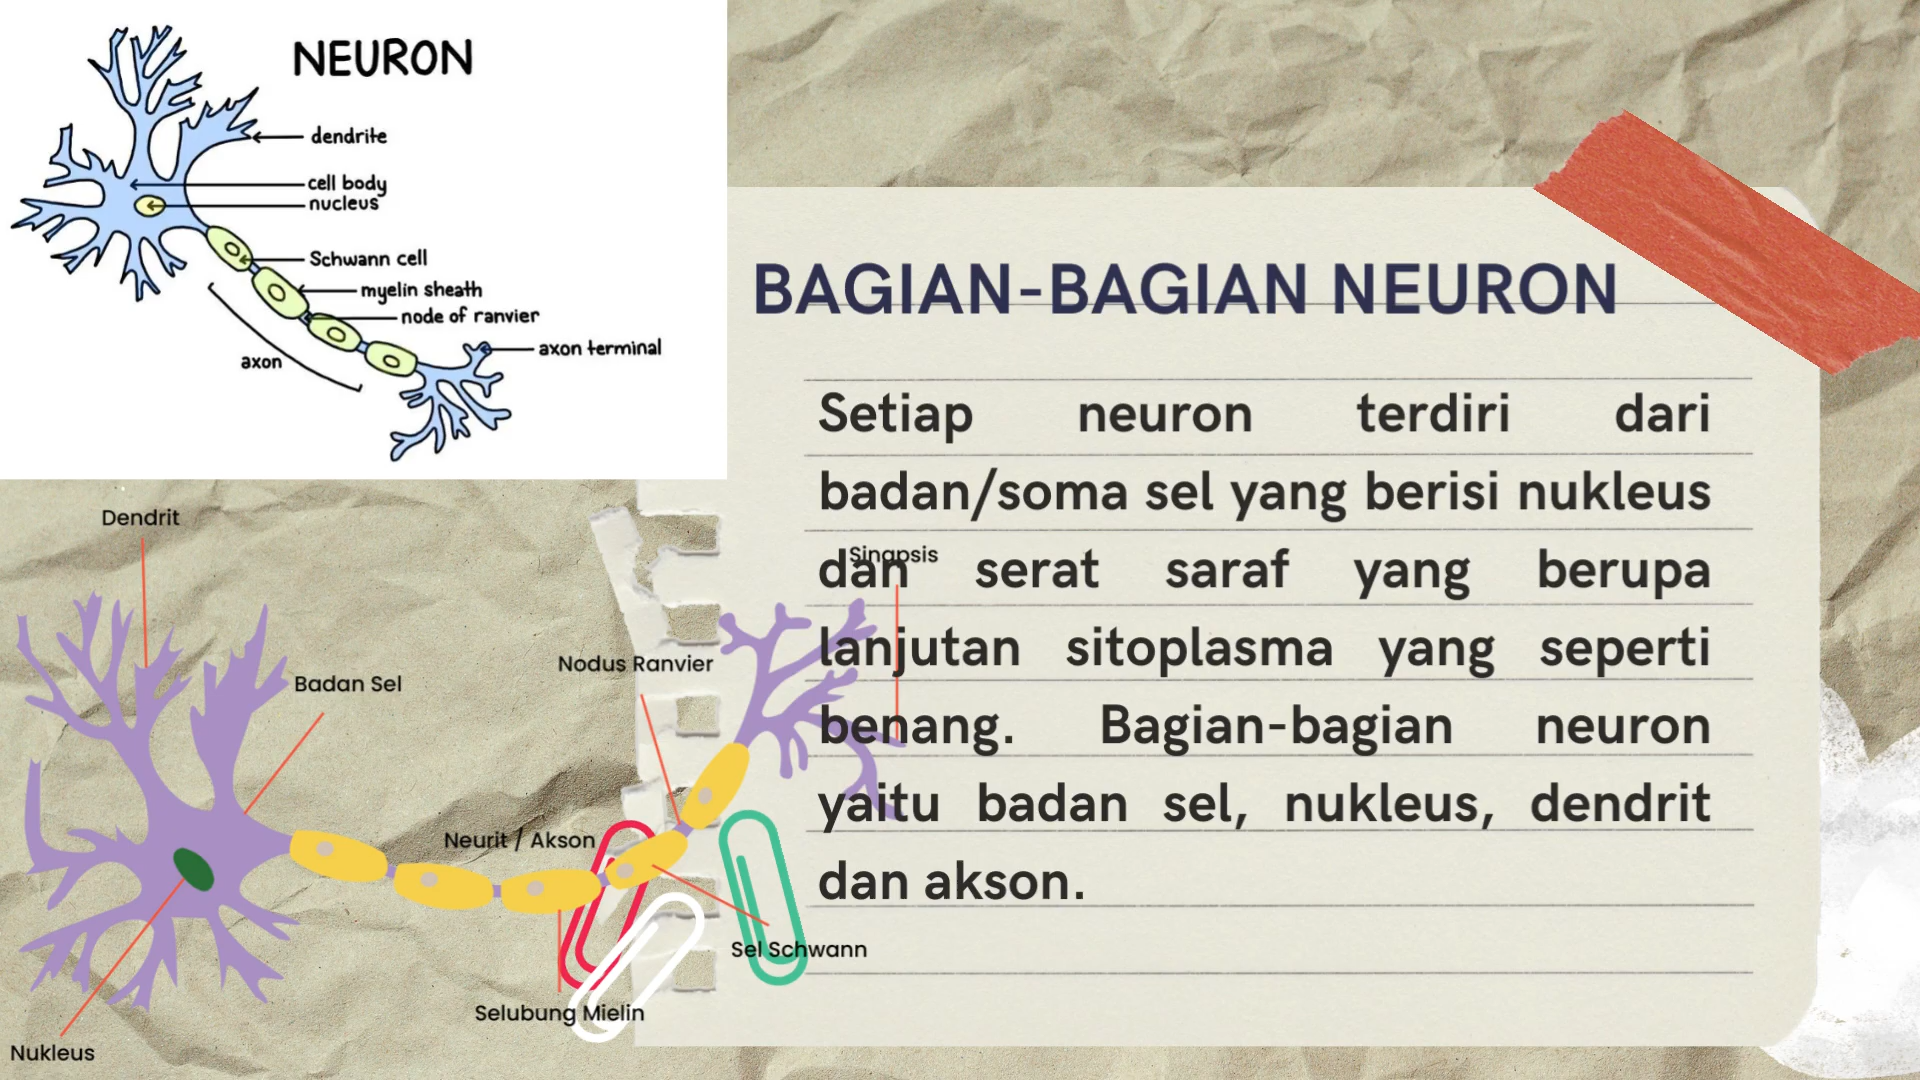 NEURON
dendrite
cell body
nucleus
Schwann cell
myelin sheath
node of ranvier
axon terminal
axon
BAGIAN-BAGIAN NEURON
Setiap neuron terdiri dari
badan/soma sel yang berisi nukleus
dan serat saraf yang berupa
lanjutan sitoplasma yang seperti
benang. Bagian-bagian neuron
yaitu badan sel, nukleus, dendrit
dan akson.
Dendrit
Sinapsis
Nodus Ranvier
Badan Sel
Neurit / Akson
Sel Schwann
Selubung Mielin
Nukleus